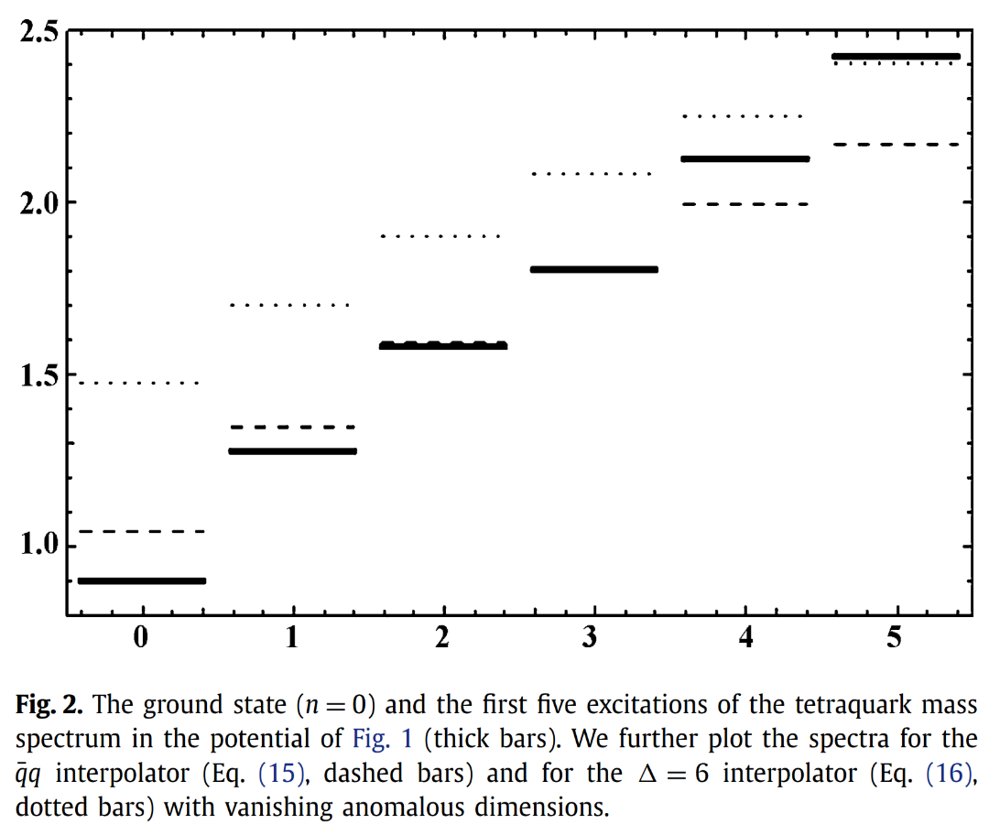 2.5
2.0
1.5
1.0
0 1 2 3 4 5
Fig. 2. The ground state (n = 0) and the first five excitations of the tetraquark mass
spectrum in the potential of Fig. 1 (thick bars). We further plot the spectra for the
q̄q interpolator (Eq. (15), dashed bars) and for the Δ = 6 interpolator (Eq. (16),
dotted bars) with vanishing anomalous dimensions.